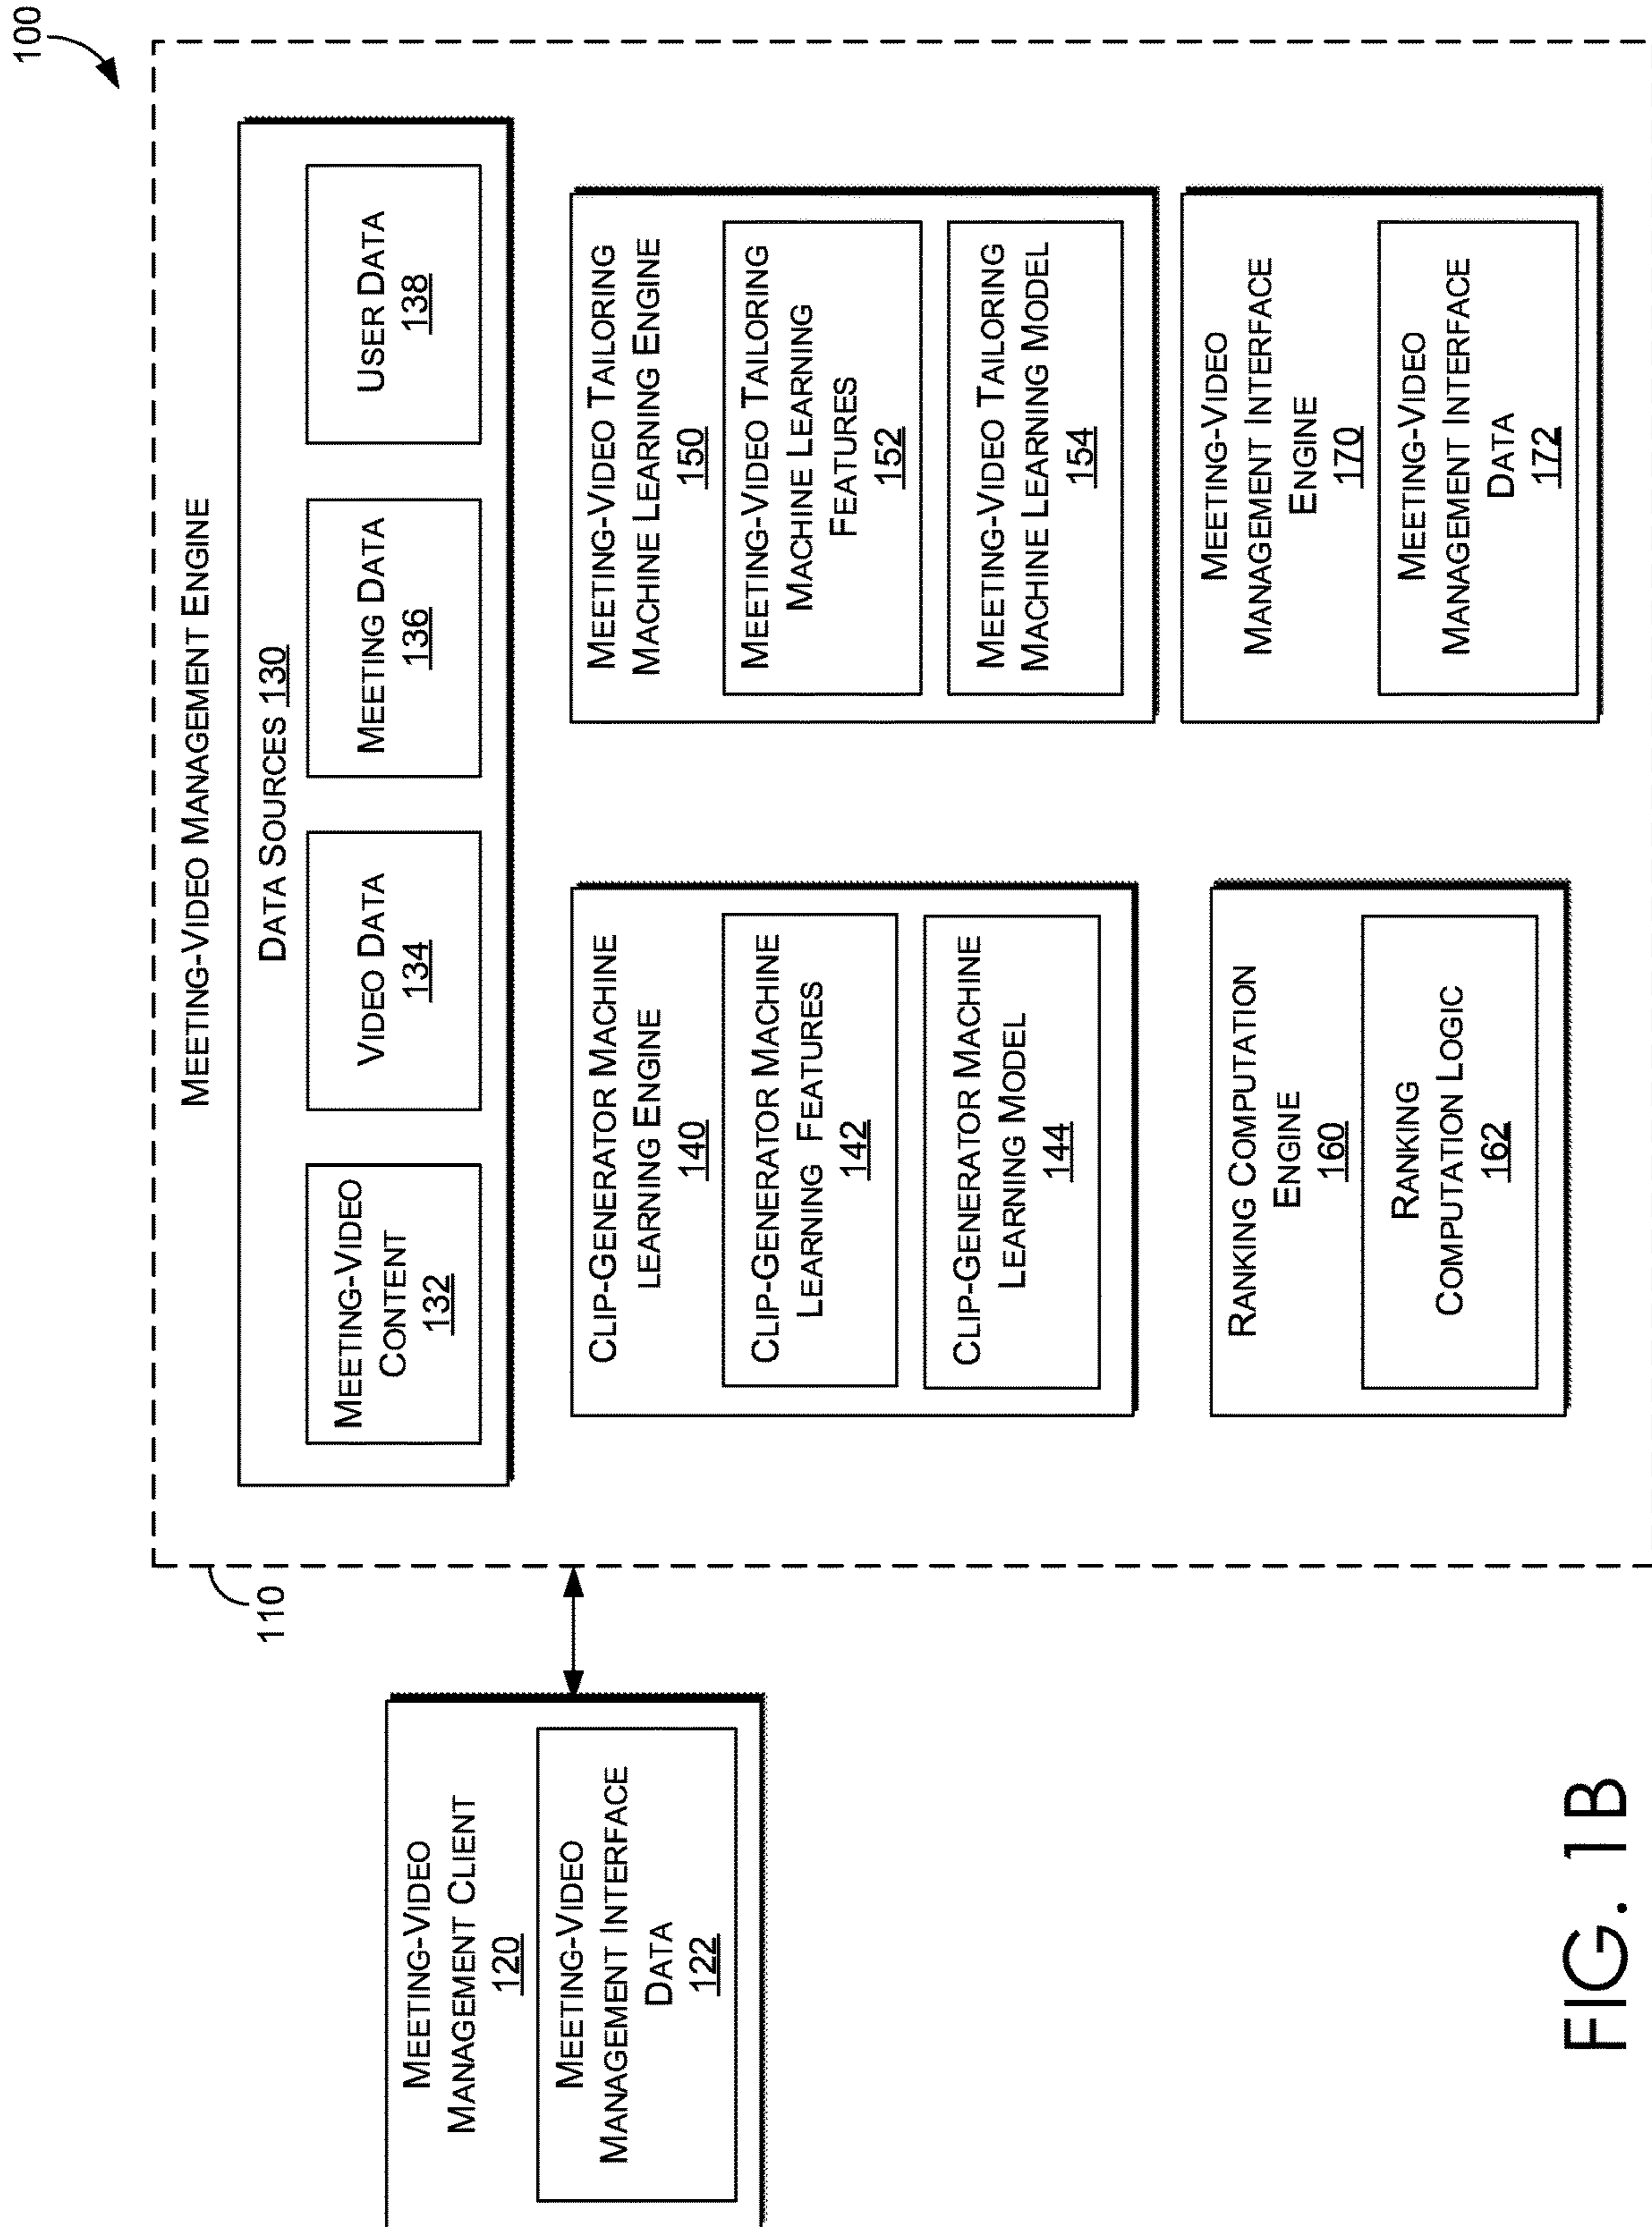 100
110
MEETING-VIDEO MANAGEMENT ENGINE
DATA SOURCES 130
MEETING-VIDEO
CONTENT
132
VIDEO DATA
134
MEETING DATA
136
USER DATA
138
MEETING-VIDEO
MANAGEMENT CLIENT
120
MEETING-VIDEO
MANAGEMENT INTERFACE
DATA
122
CLIP-GENERATOR MACHINE
LEARNING ENGINE
140
CLIP-GENERATOR MACHINE
LEARNING FEATURES
142
CLIP-GENERATOR MACHINE
LEARNING MODEL
144
MEETING-VIDEO TAILORING
MACHINE LEARNING ENGINE
150
MEETING-VIDEO TAILORING
MACHINE LEARNING
FEATURES
152
MEETING-VIDEO TAILORING
MACHINE LEARNING MODEL
154
RANKING COMPUTATION
ENGINE
160
RANKING
COMPUTATION LOGIC
162
MEETING-VIDEO
MANAGEMENT INTERFACE
ENGINE
170
MEETING-VIDEO
MANAGEMENT INTERFACE
DATA
172
FIG. 1B